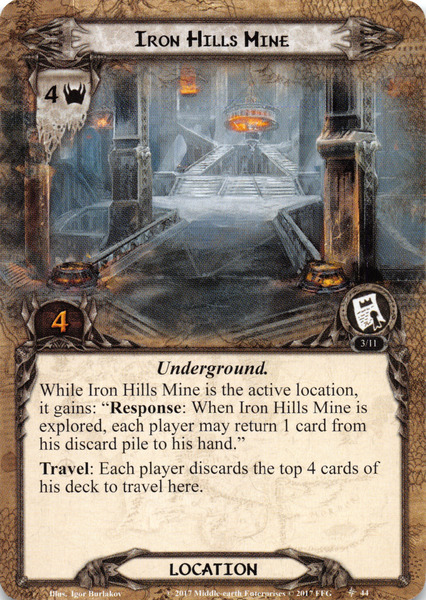 Iron Hills Mine
4
4
3/11
Underground.
While Iron Hills Mine is the active location,
it gains: “Response: When Iron Hills Mine is
explored, each player may return 1 card from
his discard pile to his hand.”
Travel: Each player discards the top 4 cards of
his deck to travel here.
LOCATION
Illus. Igor Burlakov © 2017 Middle-earth Enterprises © 2017 FFG 44